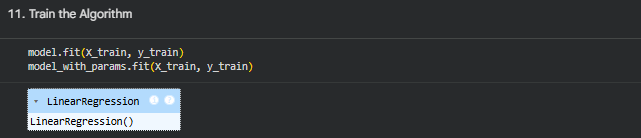 11. Train the Algorithm
model.fit(X_train, y_train)
model_with_params.fit(X_train, y_train)
LinearRegression
LinearRegression()